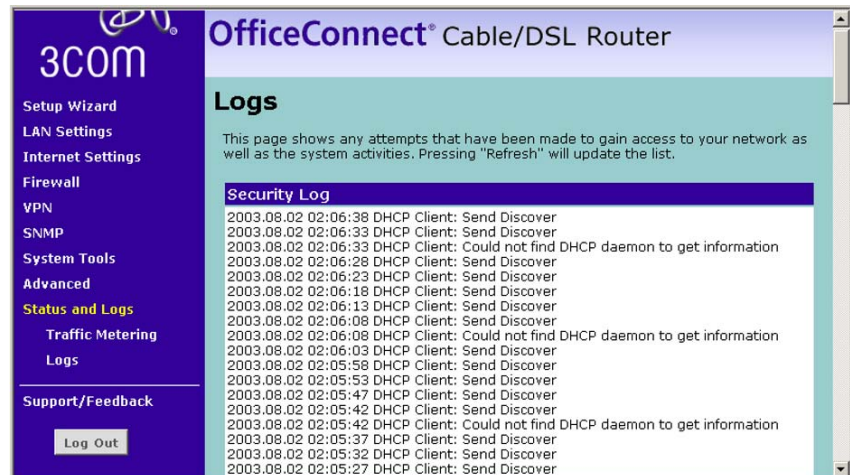 3COM
OfficeConnect® Cable/DSL Router
Setup Wizard
LAN Settings
Internet Settings
Firewall
VPN
SNMP
System Tools
Advanced
Status and Logs
Traffic Metering
Logs
Support/Feedback
Log Out
Logs
This page shows any attempts that have been made to gain access to your network as
well as the system activities. Pressing "Refresh" will update the list.
Security Log
2003.08.02 02:06:38 DHCP Client: Send Discover
2003.08.02 02:06:33 DHCP Client: Send Discover
2003.08.02 02:06:33 DHCP Client: Could not find DHCP daemon to get information
2003.08.02 02:06:28 DHCP Client: Send Discover
2003.08.02 02:06:23 DHCP Client: Send Discover
2003.08.02 02:06:18 DHCP Client: Send Discover
2003.08.02 02:06:13 DHCP Client: Send Discover
2003.08.02 02:06:08 DHCP Client: Send Discover
2003.08.02 02:06:08 DHCP Client: Could not find DHCP daemon to get information
2003.08.02 02:06:03 DHCP Client: Send Discover
2003.08.02 02:05:58 DHCP Client: Send Discover
2003.08.02 02:05:53 DHCP Client: Send Discover
2003.08.02 02:05:47 DHCP Client: Send Discover
2003.08.02 02:05:42 DHCP Client: Send Discover
2003.08.02 02:05:42 DHCP Client: Could not find DHCP daemon to get information
2003.08.02 02:05:37 DHCP Client: Send Discover
2003.08.02 02:05:32 DHCP Client: Send Discover
2003.08.02 02:05:27 DHCP Client: Send Discover